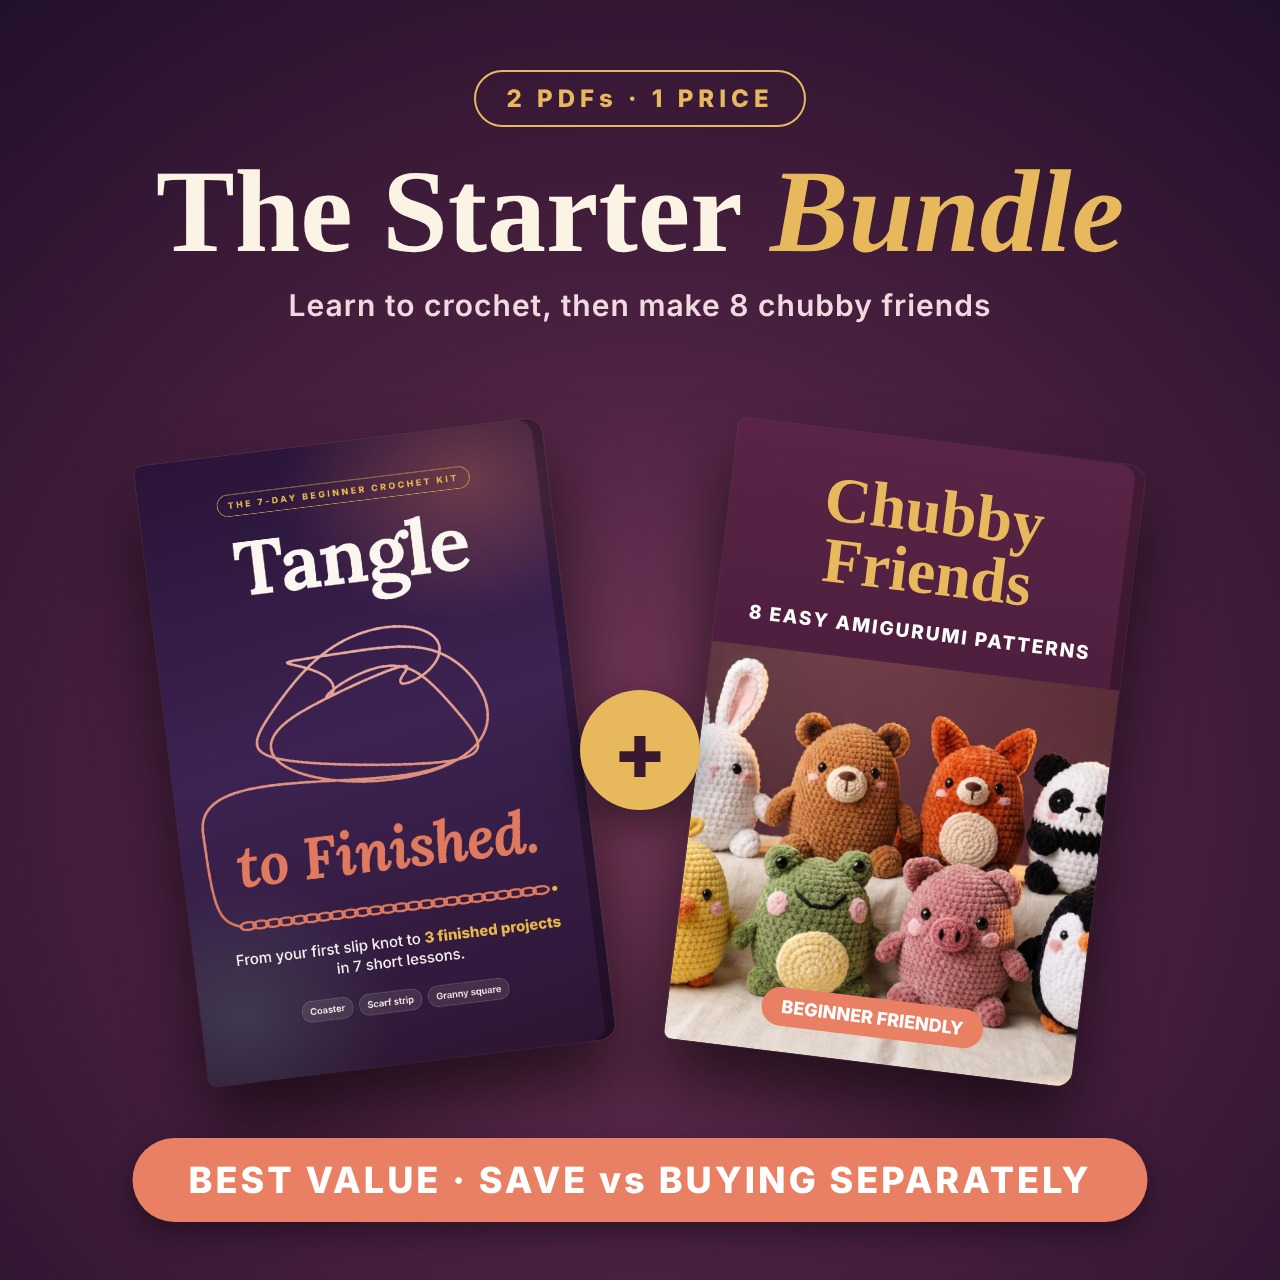 2 PDFs · 1 PRICE
The Starter Bundle
Learn to crochet, then make 8 chubby friends
THE 7-DAY BEGINNER CROCHET KIT
Tangle
to Finished.
From your first slip knot to 3 finished projects
in 7 short lessons.
Coaster
Scarf strip
Granny square
+
Chubby
Friends
8 EASY AMIGURUMI PATTERNS
BEGINNER FRIENDLY
BEST VALUE · SAVE vs BUYING SEPARATELY